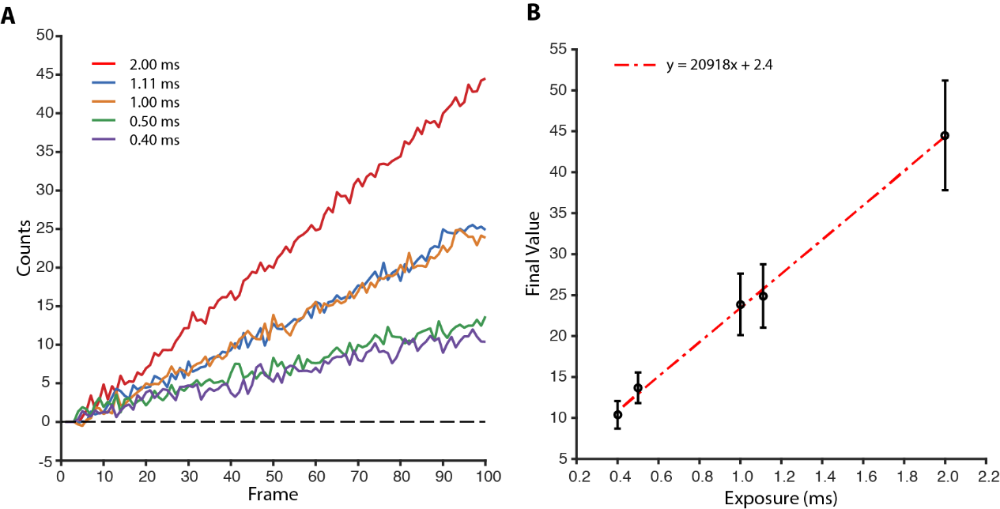 A
50
45
40
35
30
25
20
15
10
5
0
-5
Counts
2.00 ms
1.11 ms
1.00 ms
0.50 ms
0.40 ms
0 10 20 30 40 50 60 70 80 90 100
Frame
B
55
50
45
40
35
30
25
20
15
10
5
Final Value
y = 20918x + 2.4
0.2 0.4 0.6 0.8 1.0 1.2 1.4 1.6 1.8 2.0 2.2
Exposure (ms)